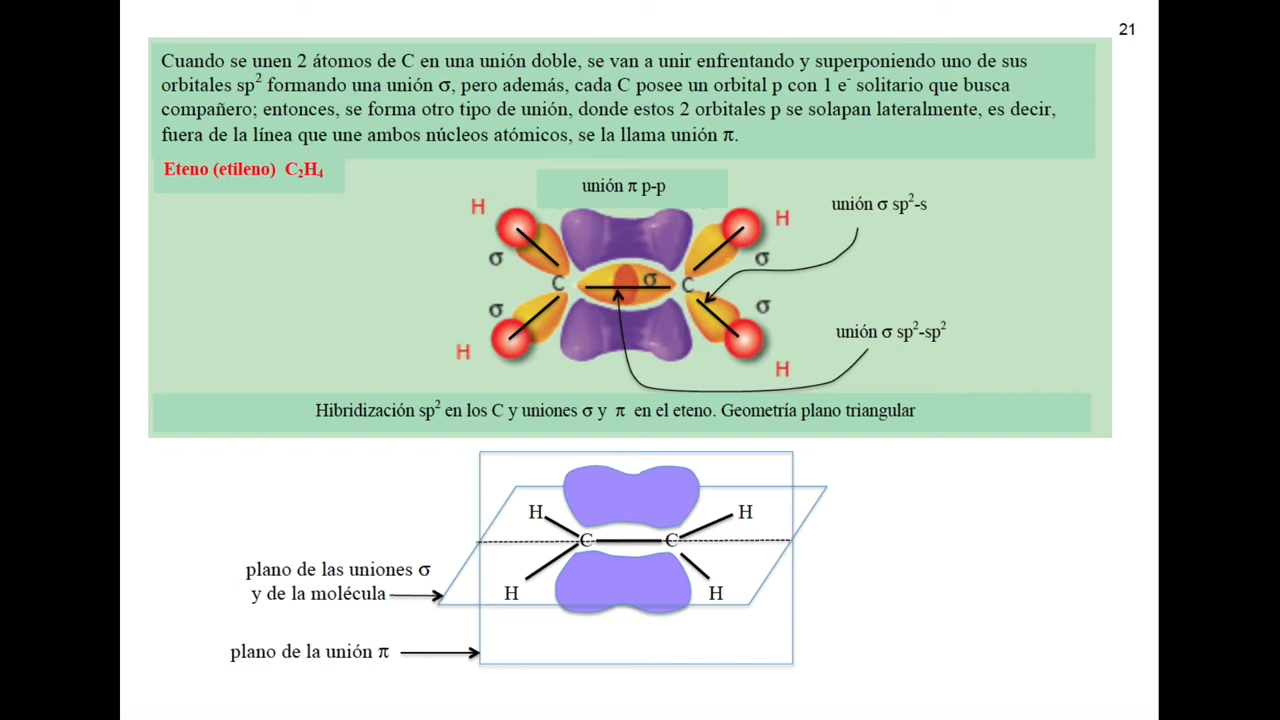 21
Cuando se unen 2 átomos de C en una unión doble, se van a unir enfrentando y superponiendo uno de sus
orbitales sp² formando una unión σ, pero además, cada C posee un orbital p con 1 e⁻ solitario que busca
compañero; entonces, se forma otro tipo de unión, donde estos 2 orbitales p se solapan lateralmente, es decir,
fuera de la línea que une ambos núcleos atómicos, se la llama unión π.
Eteno (etileno) C₂H₄
unión π p-p
unión σ sp²-s
H
H
σ
σ
C
σ
C
σ
σ
H
H
unión σ sp²-sp²
Hibridización sp² en los C y uniones σ y π en el eteno. Geometría plano triangular
H
H
C
C
H
H
plano de las uniones σ
y de la molécula
plano de la unión π